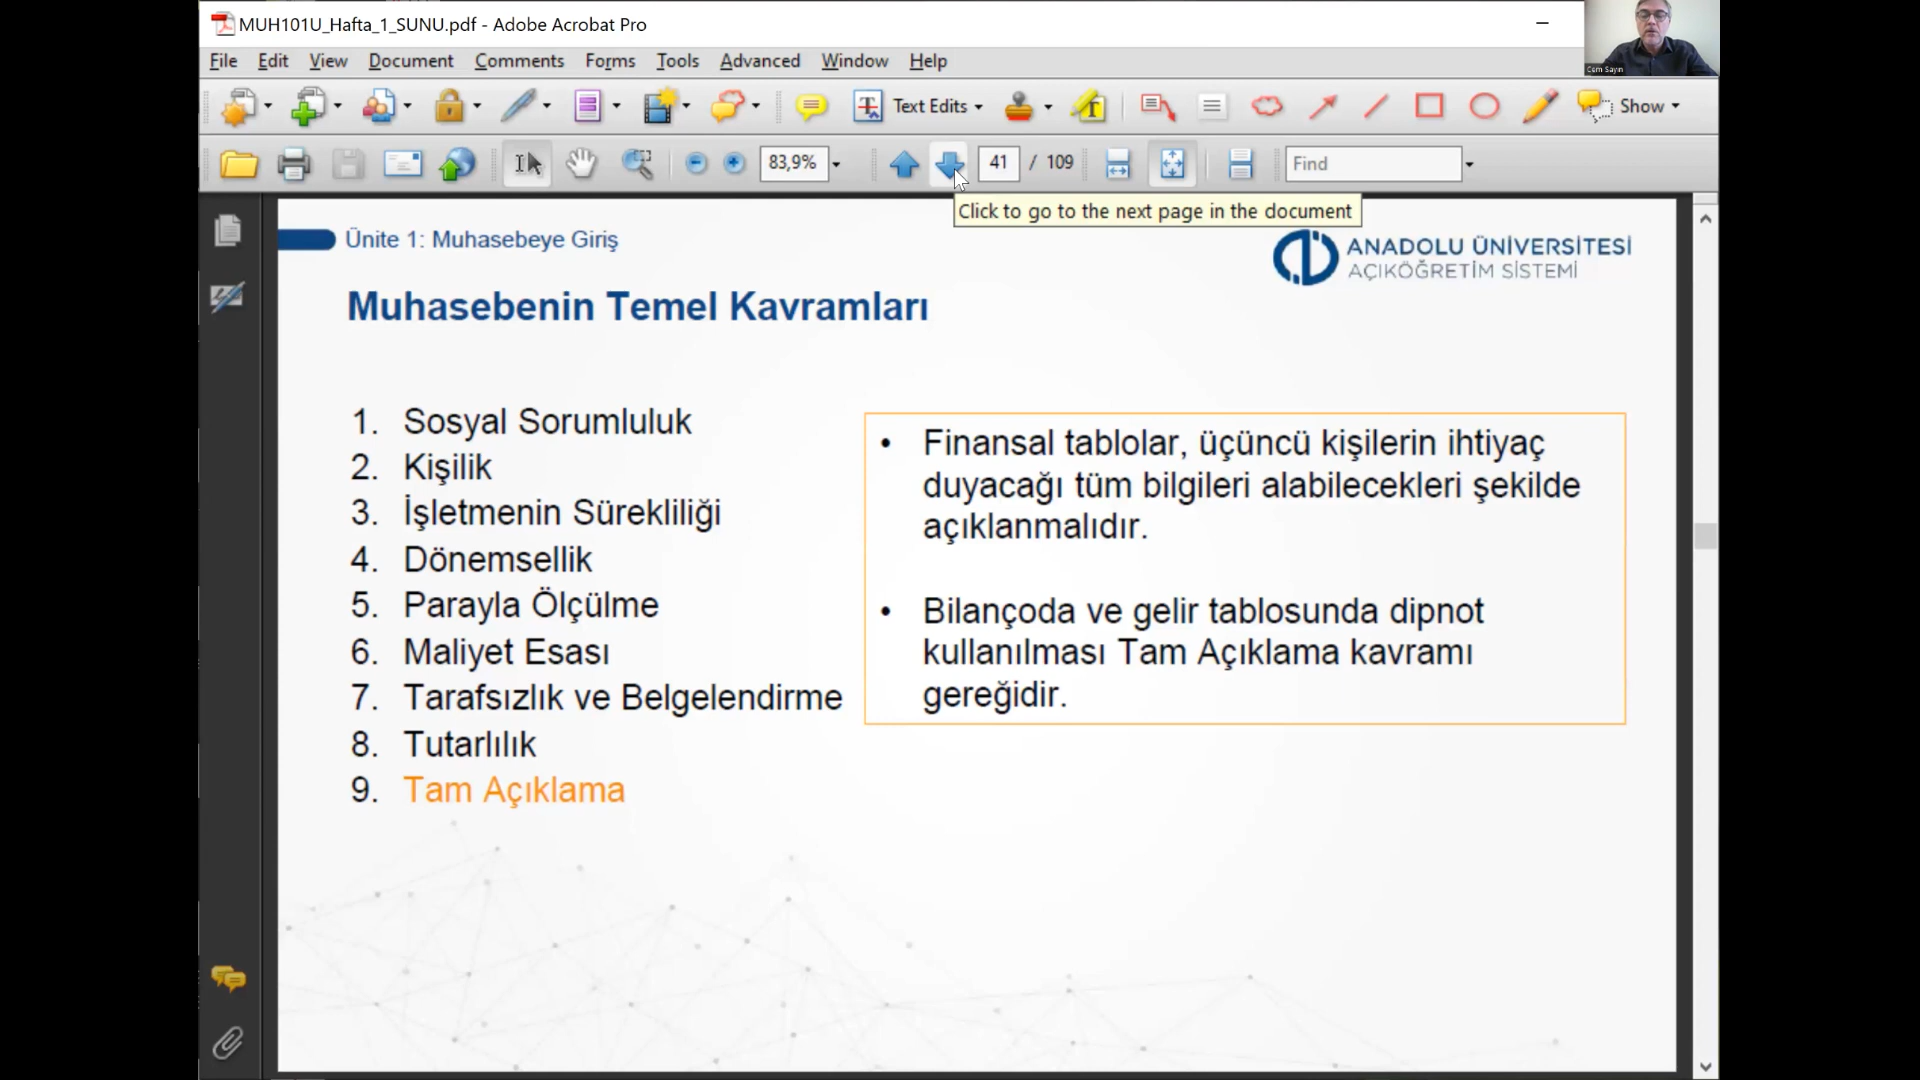 MUH101U_Hafta_1_SUNU.pdf - Adobe Acrobat Pro
File Edit View Document Comments Forms Tools Advanced Window Help
Cem Sayın
Text Edits
Show
83,9%
41 / 109
Find
Click to go to the next page in the document
Ünite 1: Muhasebeye Giriş
ANADOLU ÜNİVERSİTESİ
AÇIKÖĞRETİM SİSTEMİ
Muhasebenin Temel Kavramları
1. Sosyal Sorumluluk
2. Kişilik
3. İşletmenin Sürekliliği
4. Dönemsellik
5. Parayla Ölçülme
6. Maliyet Esası
7. Tarafsızlık ve Belgelendirme
8. Tutarlılık
9. Tam Açıklama
• Finansal tablolar, üçüncü kişilerin ihtiyaç
duyacağı tüm bilgileri alabilecekleri şekilde
açıklanmalıdır.
• Bilançoda ve gelir tablosunda dipnot
kullanılması Tam Açıklama kavramı
gereğidir.